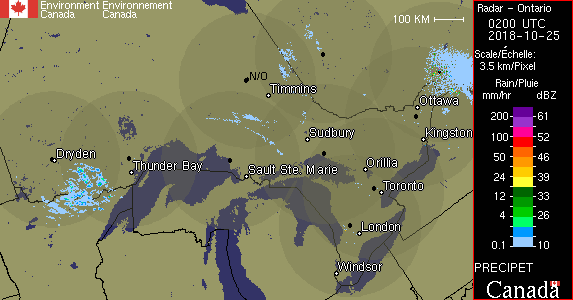 Environment Environnement
Canada Canada
100 KM
N/O
Timmins
Ottawa
Sudbury
Kingston
Dryden
Thunder Bay
Sault Ste. Marie
Orillia
Toronto
London
Windsor
Radar - Ontario
0200 UTC
2018-10-25
Scale/Échelle:
3.5 km/Pixel
Rain/Pluie
mm/hr dBZ
200 61
100 52
50 46
24 39
12 34
4 26
0.1 10
PRECIPET
Canada